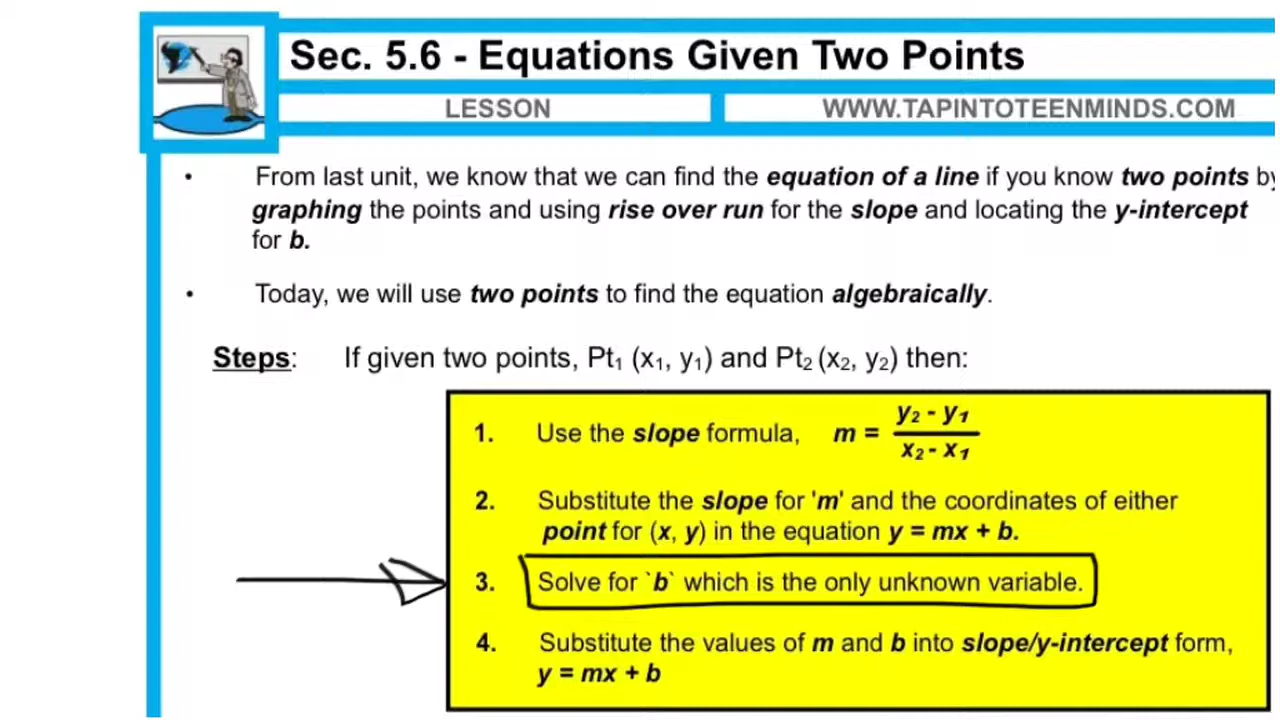 Sec. 5.6 - Equations Given Two Points
LESSON
WWW.TAPINTOTEENMINDS.COM
• From last unit, we know that we can find the equation of a line if you know two points by
graphing the points and using rise over run for the slope and locating the y-intercept
for b.
• Today, we will use two points to find the equation algebraically.
Steps: If given two points, Pt₁ (x₁, y₁) and Pt₂ (x₂, y₂) then:
1. Use the slope formula, m = y₂ - y₁
x₂ - x₁
2. Substitute the slope for 'm' and the coordinates of either
point for (x, y) in the equation y = mx + b.
3. Solve for `b` which is the only unknown variable.
4. Substitute the values of m and b into slope/y-intercept form,
y = mx + b